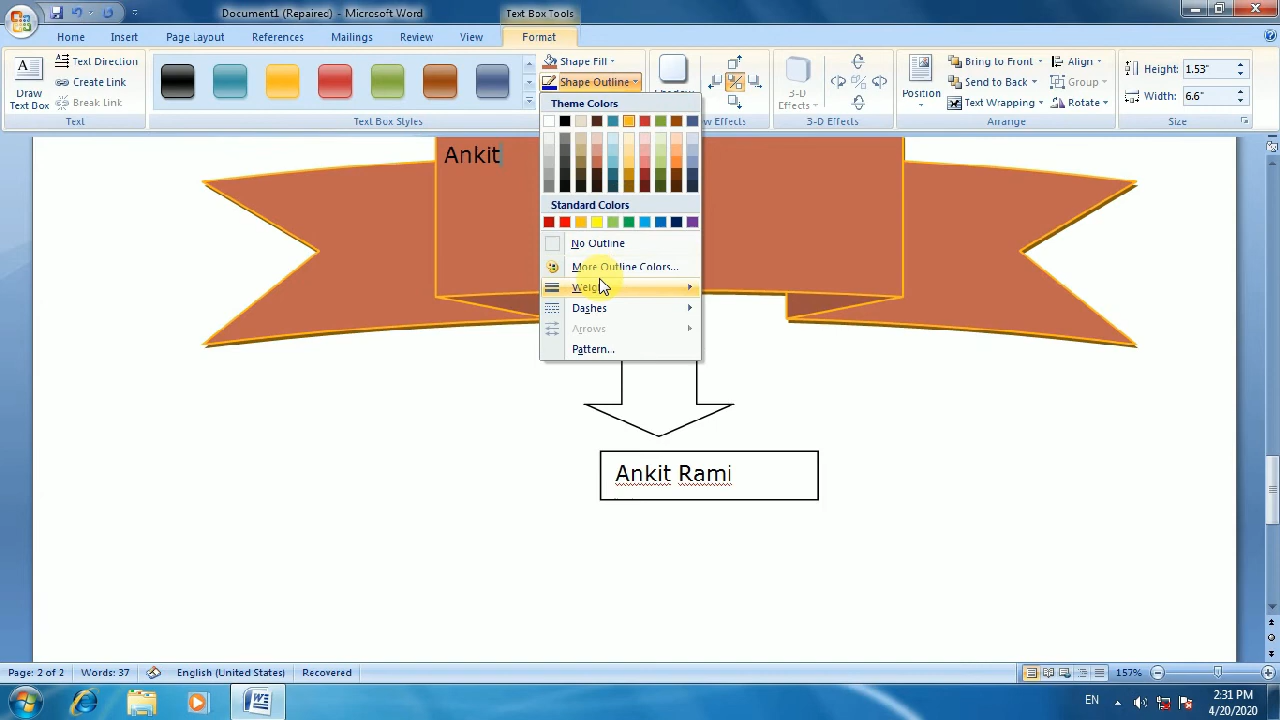 Document1 (Repaired) - Microsoft Word
Text Box Tools
Home
Insert
Page Layout
References
Mailings
Review
View
Format
Draw
Text Box
Text Direction
Create Link
Break Link
Text
Text Box Styles
Shape Fill
Shape Outline
3-D
Effects
3-D Effects
Position
Bring to Front
Send to Back
Text Wrapping
Align
Group
Rotate
Arrange
Height:
1.53"
Width:
6.6"
Size
Theme Colors
Standard Colors
No Outline
More Outline Colors...
Dashes
Arrows
Pattern...
Ankit
Ankit Rami
Page: 2 of 2
Words: 37
English (United States)
Recovered
157%
EN
2:31 PM
4/20/2020